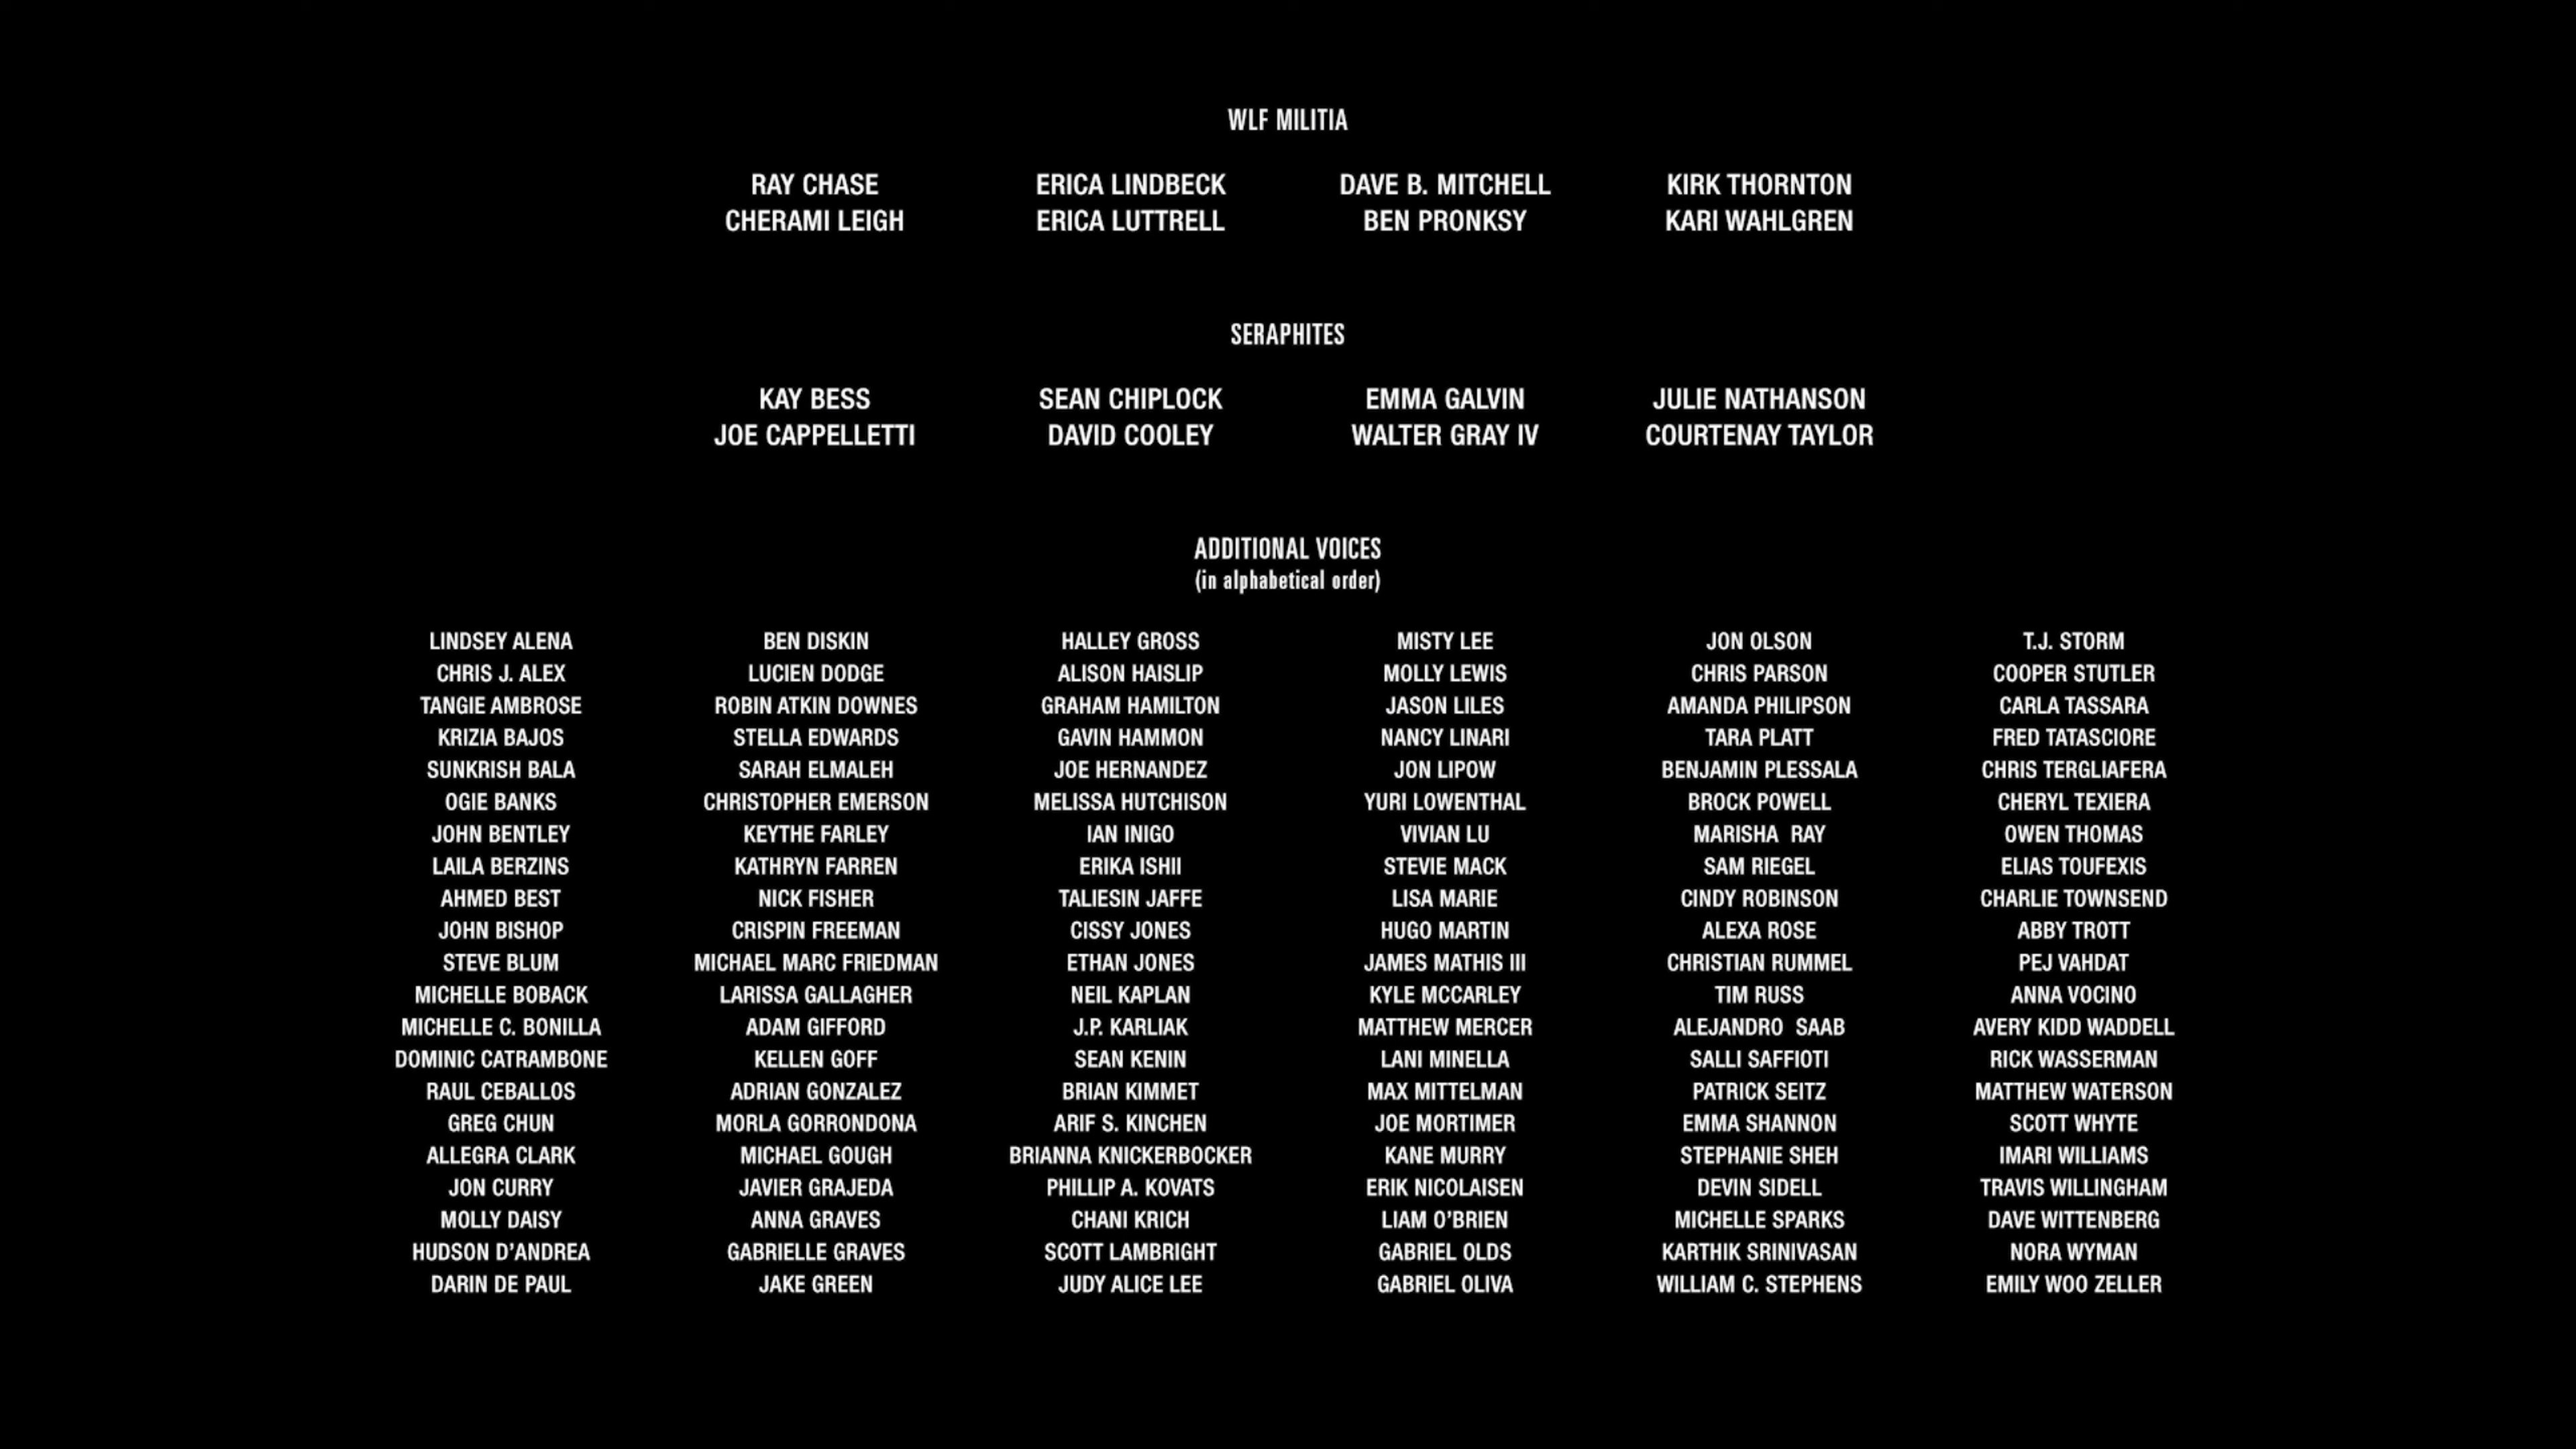 WLF MILITIA
RAY CHASE ERICA LINDBECK DAVE B. MITCHELL KIRK THORNTON
CHERAMI LEIGH ERICA LUTTRELL BEN PRONKSY KARI WAHLGREN
SERAPHITES
KAY BESS SEAN CHIPLOCK EMMA GALVIN JULIE NATHANSON
JOE CAPPELLETTI DAVID COOLEY WALTER GRAY IV COURTENAY TAYLOR
ADDITIONAL VOICES
(in alphabetical order)
LINDSEY ALENA BEN DISKIN HALLEY GROSS MISTY LEE JON OLSON T.J. STORM
CHRIS J. ALEX LUCIEN DODGE ALISON HAISLIP MOLLY LEWIS CHRIS PARSON COOPER STUTLER
TANGIE AMBROSE ROBIN ATKIN DOWNES GRAHAM HAMILTON JASON LILES AMANDA PHILIPSON CARLA TASSARA
KRIZIA BAJOS STELLA EDWARDS GAVIN HAMMON NANCY LINARI TARA PLATT FRED TATASCIORE
SUNKRISH BALA SARAH ELMALEH JOE HERNANDEZ JON LIPOW BENJAMIN PLESSALA CHRIS TERGLIAFERA
OGIE BANKS CHRISTOPHER EMERSON MELISSA HUTCHISON YURI LOWENTHAL BROCK POWELL CHERYL TEXIERA
JOHN BENTLEY KEYTHE FARLEY IAN INIGO VIVIAN LU MARISHA RAY OWEN THOMAS
LAILA BERZINS KATHRYN FARREN ERIKA ISHII STEVIE MACK SAM RIEGEL ELIAS TOUFEXIS
AHMED BEST NICK FISHER TALIESIN JAFFE LISA MARIE CINDY ROBINSON CHARLIE TOWNSEND
JOHN BISHOP CRISPIN FREEMAN CISSY JONES HUGO MARTIN ALEXA ROSE ABBY TROTT
STEVE BLUM MICHAEL MARC FRIEDMAN ETHAN JONES JAMES MATHIS III CHRISTIAN RUMMEL PEJ VAHDAT
MICHELLE BOBACK LARISSA GALLAGHER NEIL KAPLAN KYLE MCCARLEY TIM RUSS ANNA VOCINO
MICHELLE C. BONILLA ADAM GIFFORD J.P. KARLIAK MATTHEW MERCER ALEJANDRO SAAB AVERY KIDD WADDELL
DOMINIC CATRAMBONE KELLEN GOFF SEAN KENIN LANI MINELLA SALLI SAFFIOTI RICK WASSERMAN
RAUL CEBALLOS ADRIAN GONZALEZ BRIAN KIMMET MAX MITTELMAN PATRICK SEITZ MATTHEW WATERSON
GREG CHUN MORLA GORRONDONA ARIF S. KINCHEN JOE MORTIMER EMMA SHANNON SCOTT WHYTE
ALLEGRA CLARK MICHAEL GOUGH BRIANNA KNICKERBOCKER KANE MURRY STEPHANIE SHEH IMARI WILLIAMS
JON CURRY JAVIER GRAJEDA PHILLIP A. KOVATS ERIK NICOLAISEN DEVIN SIDELL TRAVIS WILLINGHAM
MOLLY DAISY ANNA GRAVES CHANI KRICH LIAM O'BRIEN MICHELLE SPARKS DAVE WITTENBERG
HUDSON D'ANDREA GABRIELLE GRAVES SCOTT LAMBRIGHT GABRIEL OLDS KARTHIK SRINIVASAN NORA WYMAN
DARIN DE PAUL JAKE GREEN JUDY ALICE LEE GABRIEL OLIVA WILLIAM C. STEPHENS EMILY WOO ZELLER